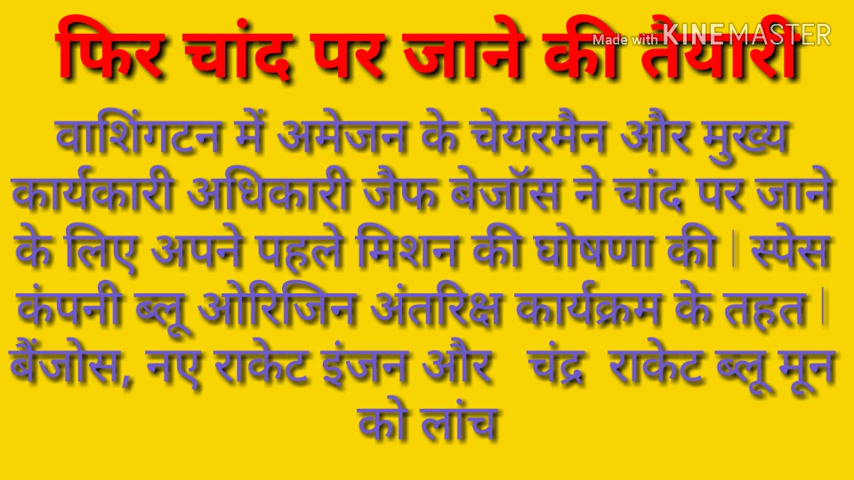 फिर चांद पर जाने की तैयारी
Made with KINEMASTER
वाशिंगटन में अमेजन के चेयरमैन और मुख्य
कार्यकारी अधिकारी जैफ बेजॉस ने चांद पर जाने
के लिए अपने पहले मिशन की घोषणा की | स्पेस
कंपनी ब्लू ओरिजिन अंतरिक्ष कार्यक्रम के तहत |
बैंजोस, नए राकेट इंजन और चंद्र राकेट ब्लू मून
को लांच